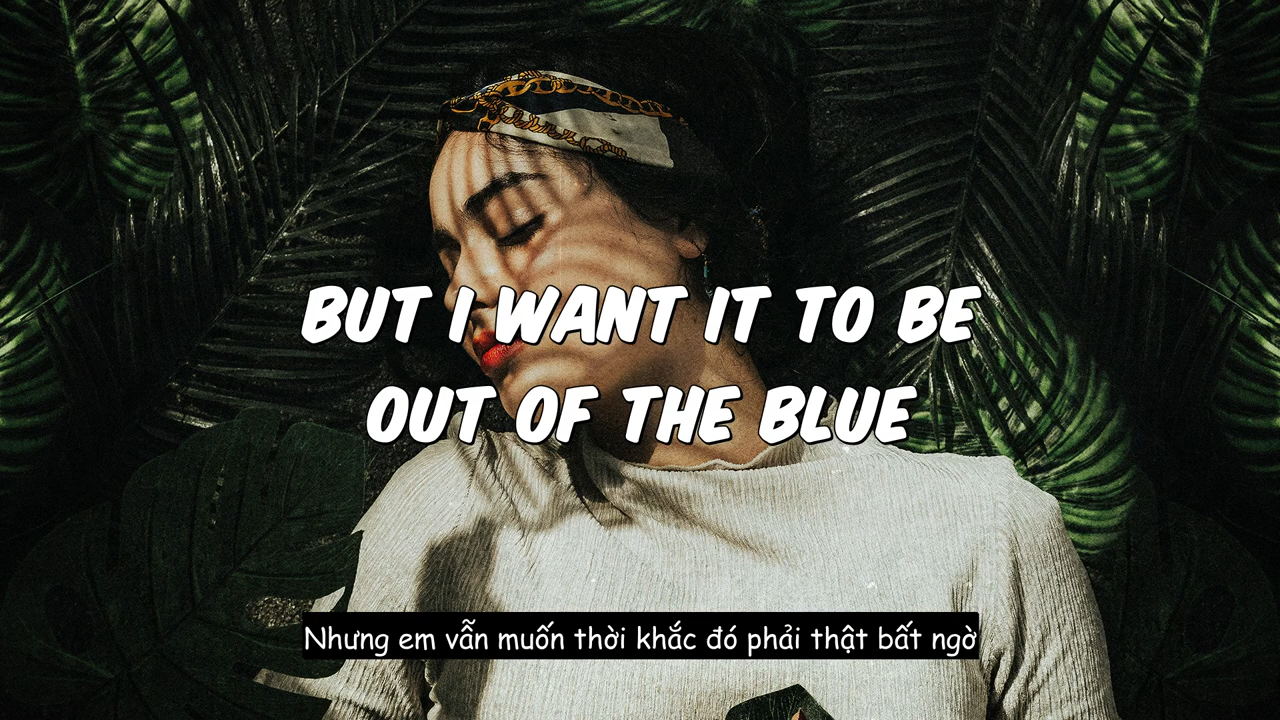 BUT I WANT IT TO BE
OUT OF THE BLUE
Nhưng em vẫn muốn thời khắc đó phải thật bất ngờ